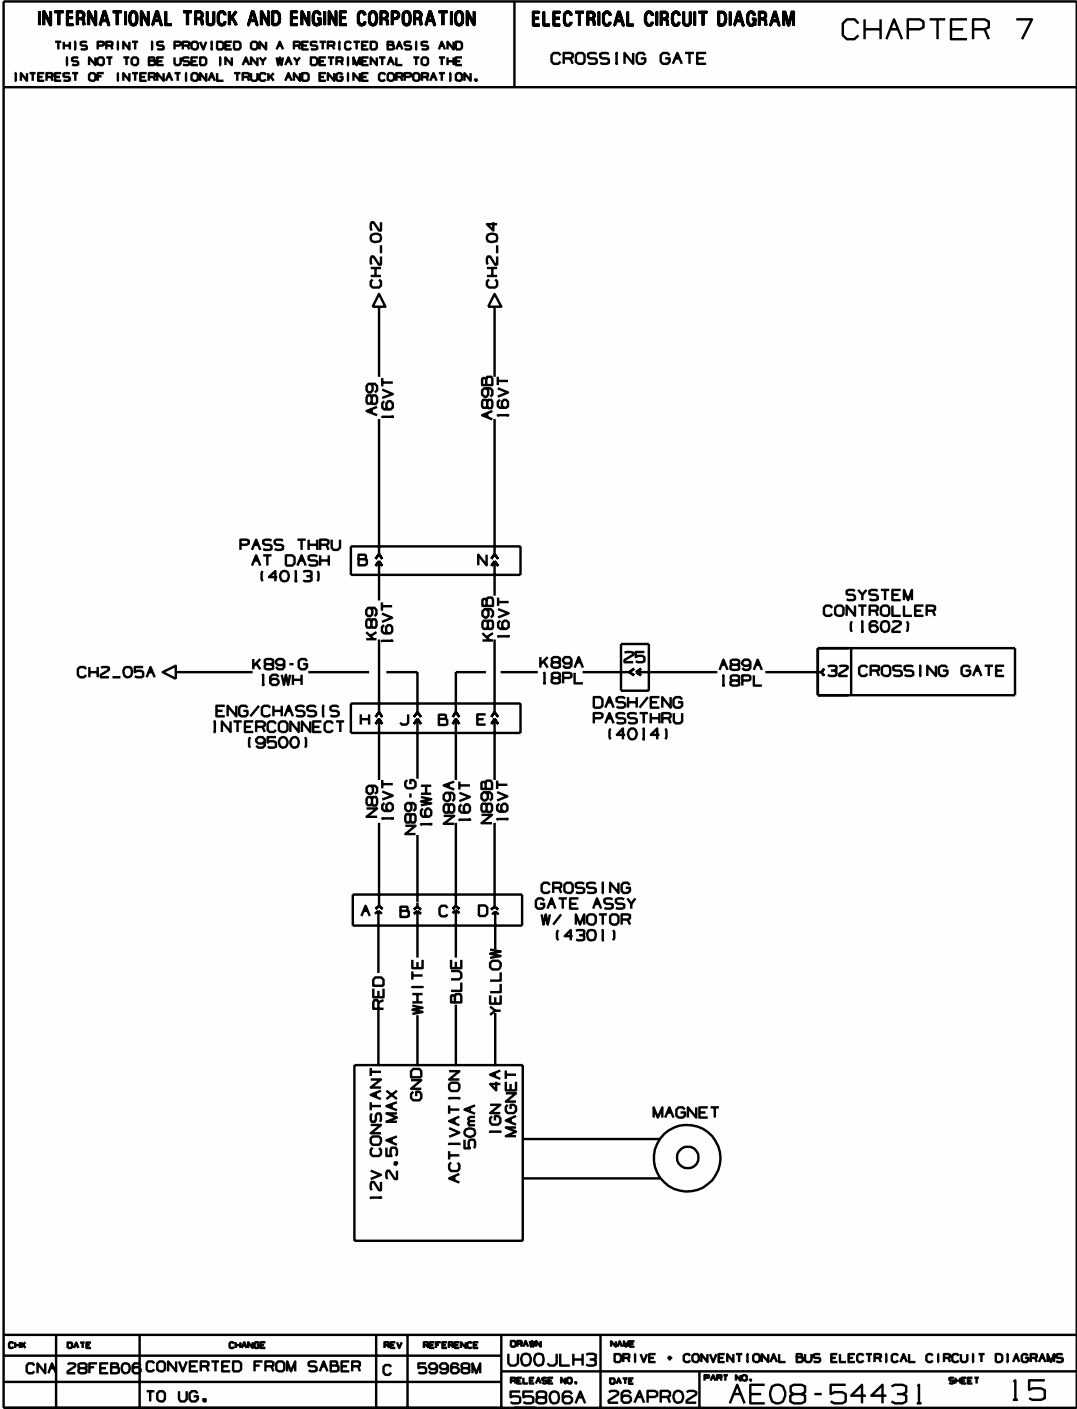 INTERNATIONAL TRUCK AND ENGINE CORPORATION
THIS PRINT IS PROVIDED ON A RESTRICTED BASIS AND
IS NOT TO BE USED IN ANY WAY DETRIMENTAL TO THE
INTEREST OF INTERNATIONAL TRUCK AND ENGINE CORPORATION.
ELECTRICAL CIRCUIT DIAGRAM
CROSSING GATE
CHAPTER 7
CH2_02
CH2_04
A89
16VT
A89B
16VT
PASS THRU
AT DASH
(4013)
B
N
K89
16VT
K89B
16VT
SYSTEM
CONTROLLER
(1602)
CH2_05A
K89-G
16WH
K89A
18PL
25
A89A
18PL
32
CROSSING GATE
DASH/ENG
PASSTHRU
(4014)
ENG/CHASSIS
INTERCONNECT
(9500)
H
J
B
E
N89
16VT
N89-G
16WH
N89A
16VT
N89B
16VT
CROSSING
GATE ASSY
W/ MOTOR
(4301)
A
B
C
D
RED
WHITE
BLUE
YELLOW
12V CONSTANT
2.5A MAX
GND
ACTIVATION
50mA
IGN 4A
MAGNET
MAGNET
CHK
DATE
CHANGE
REV
REFERENCE
DRAWN
NAME
CNA
28FEB06
CONVERTED FROM SABER
C
59968M
U00JLH3
DRIVE • CONVENTIONAL BUS ELECTRICAL CIRCUIT DIAGRAMS
TO UG.
RELEASE NO.
55806A
DATE
26APR02
PART NO.
AE08-54431
SHEET
15